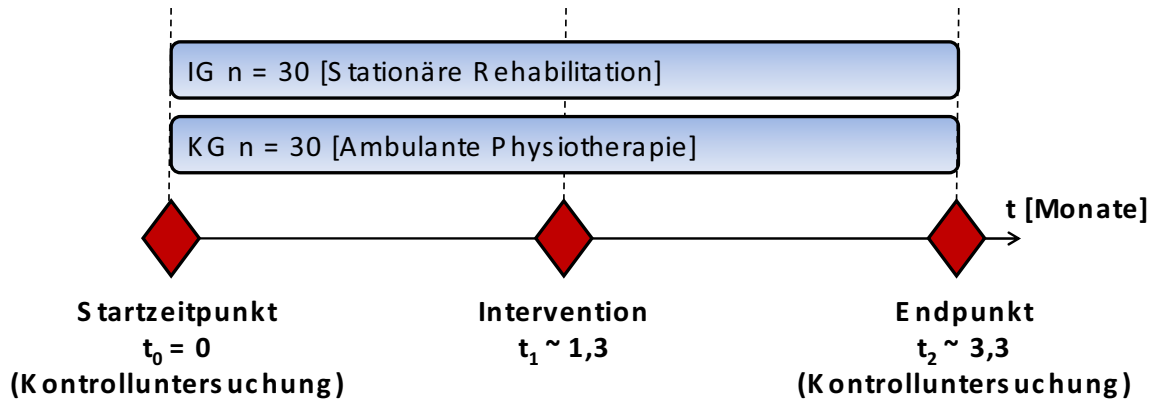 IG n = 30 [Stationäre Rehabilitation]
KG n = 30 [Ambulante Physiotherapie]
t [Monate]
Startzeitpunkt
t₀ = 0
(Kontrolluntersuchung)
Intervention
t₁ ~ 1,3
Endpunkt
t₂ ~ 3,3
(Kontrolluntersuchung)